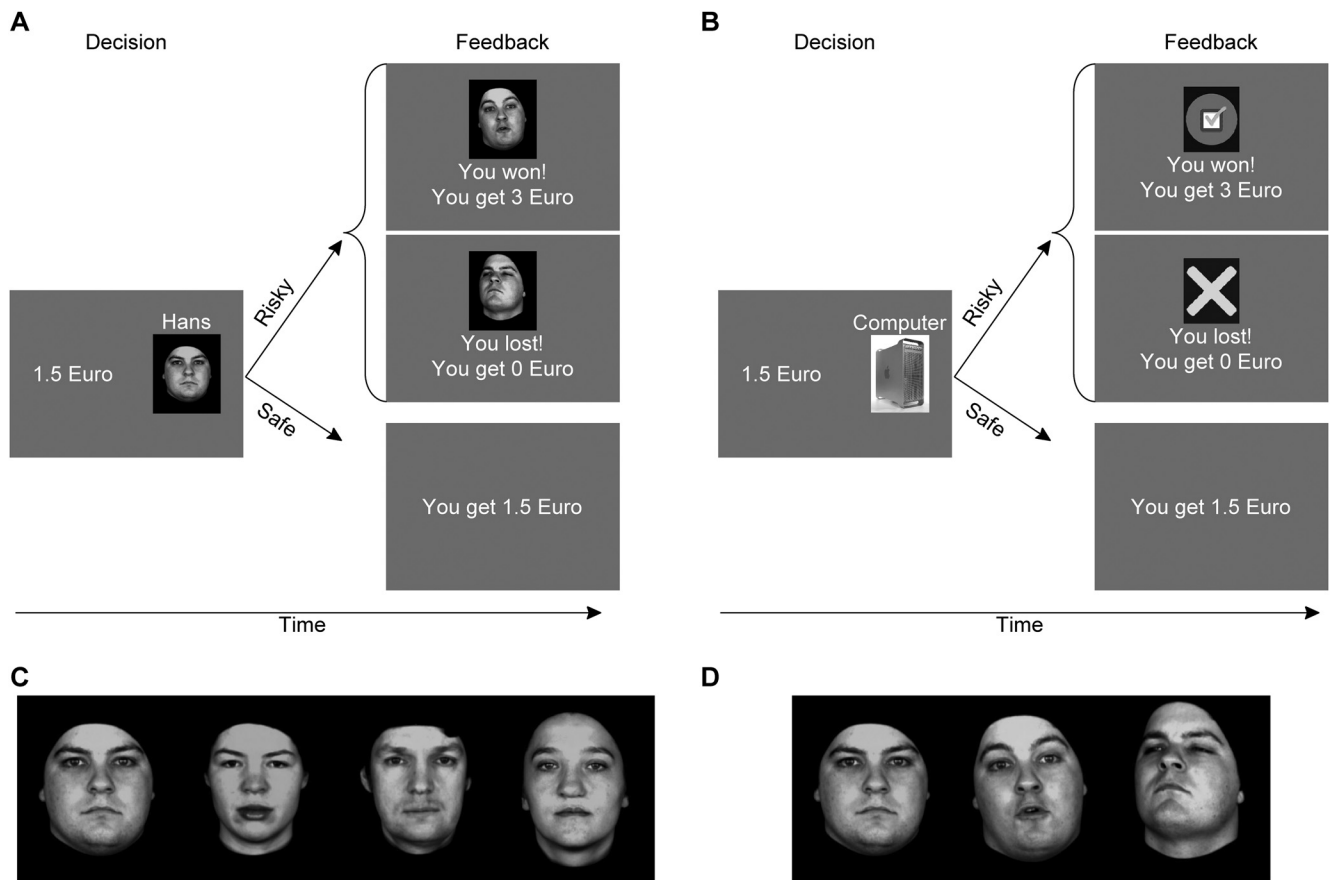 A
Decision
Feedback
You won!
You get 3 Euro
Risky
Hans
1.5 Euro
You lost!
You get 0 Euro
Safe
You get 1.5 Euro
Time
B
Decision
Feedback
You won!
You get 3 Euro
Risky
Computer
1.5 Euro
You lost!
You get 0 Euro
Safe
You get 1.5 Euro
Time
C
D